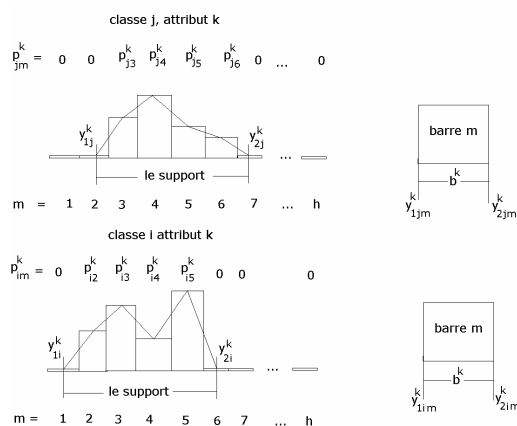 classe j, attribut k
p^k_jm = 0 0 p^k_j3 p^k_j4 p^k_j5 p^k_j6 0 ... 0
y^k_1j y^k_2j ...
le support
m = 1 2 3 4 5 6 7 ... h
barre m
b^k
y^k_1jm y^k_2jm
classe i attribut k
p^k_im = 0 p^k_i2 p^k_i3 p^k_i4 p^k_i5 0 0 0
y^k_1i y^k_2i ...
le support
m = 1 2 3 4 5 6 7 ... h
barre m
b^k
y^k_1im y^k_2im